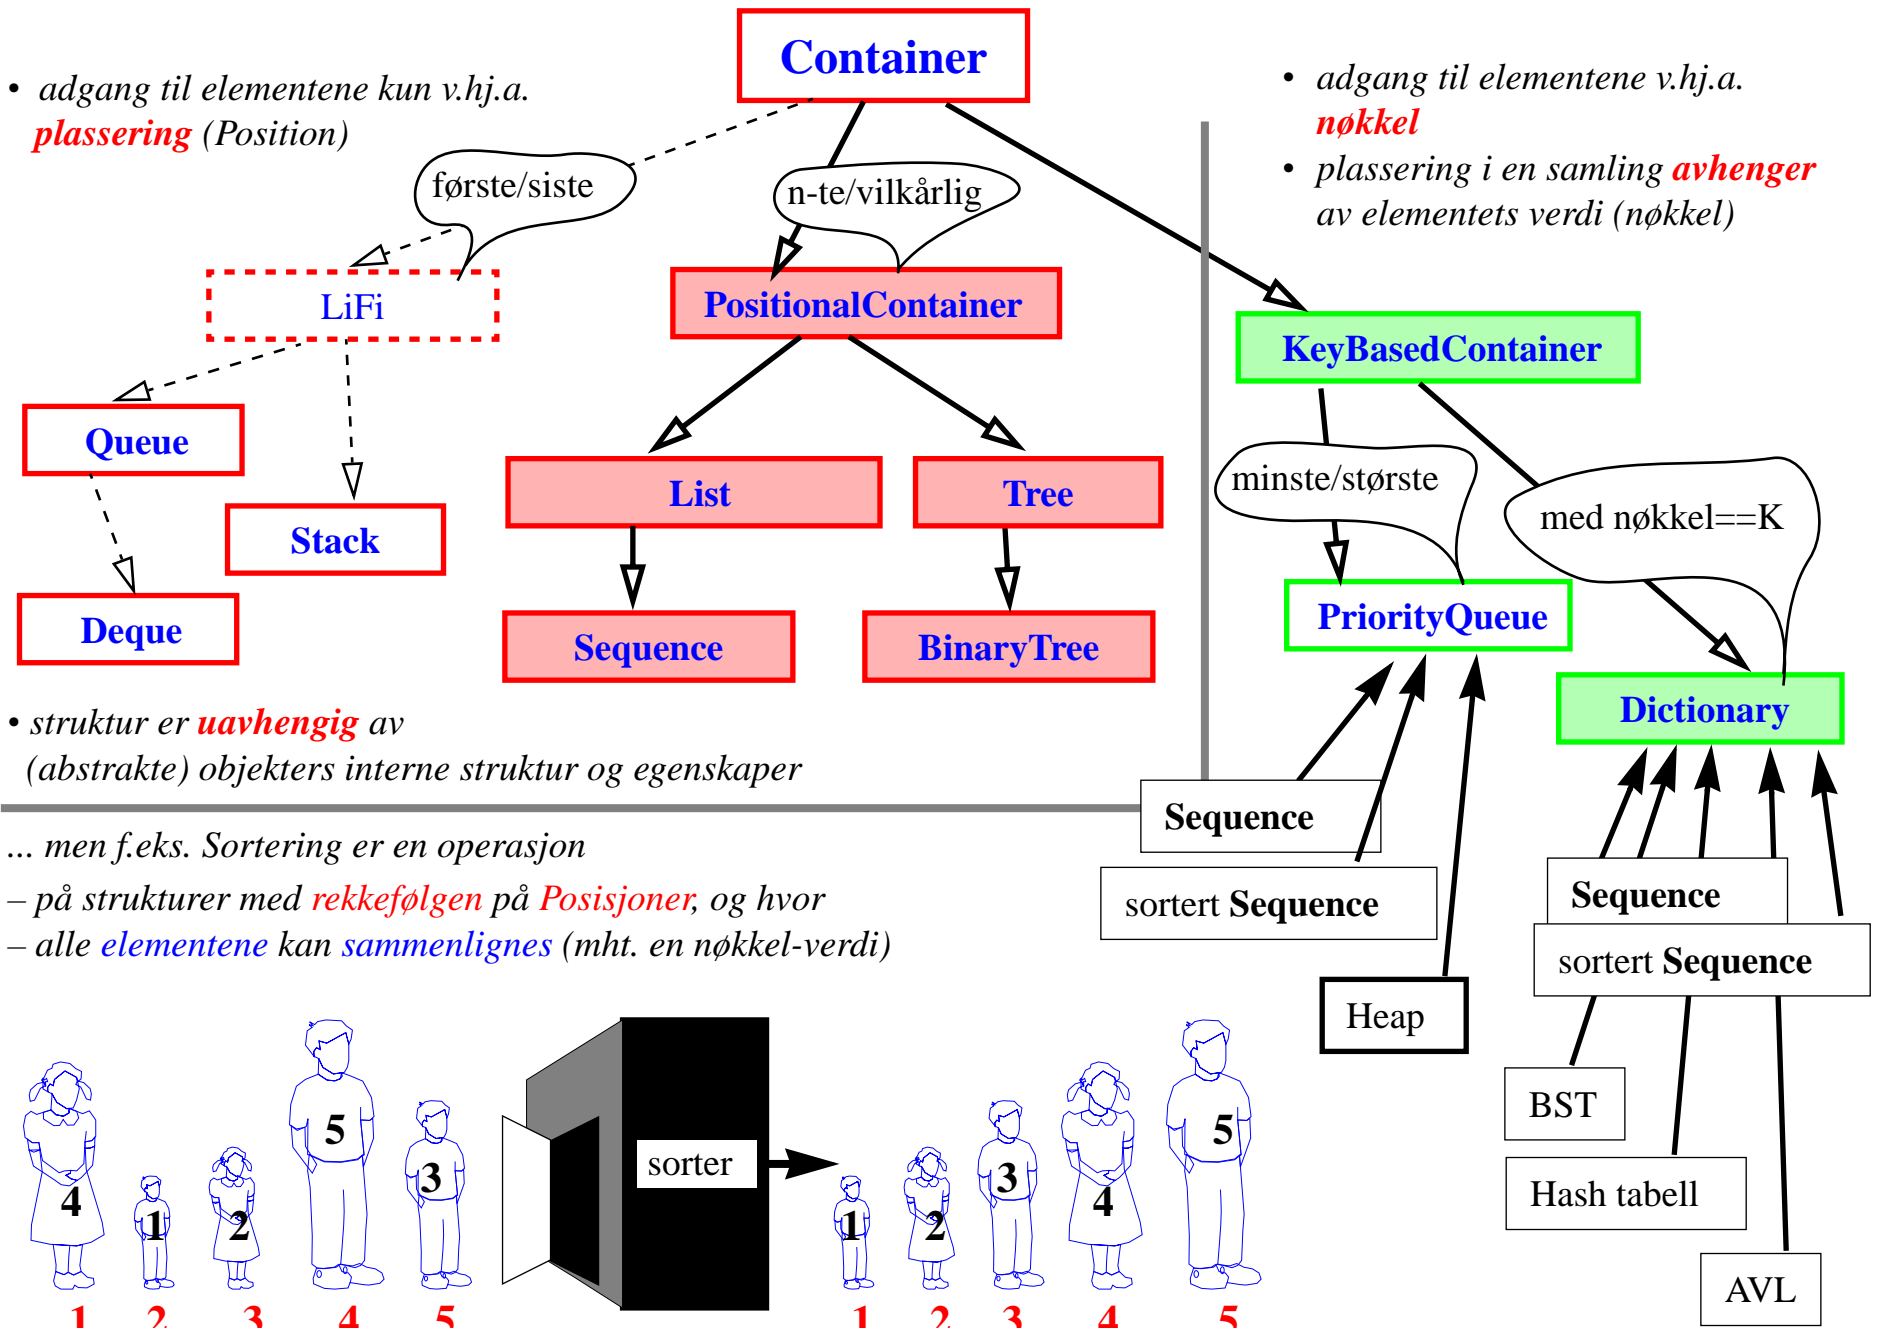 Container
• adgang til elementene kun v.hj.a.
plassering (Position)
• adgang til elementene v.hj.a.
nøkkel
• plassering i en samling avhenger
av elementets verdi (nøkkel)
første/siste
n-te/vilkårlig
LiFi
PositionalContainer
KeyBasedContainer
Queue
Stack
Deque
List
Tree
Sequence
BinaryTree
minste/største
med nøkkel==K
PriorityQueue
Dictionary
• struktur er uavhengig av
(abstrakte) objekters interne struktur og egenskaper
Sequence
sortert Sequence
Heap
Sequence
sortert Sequence
BST
Hash tabell
AVL
... men f.eks. Sortering er en operasjon
– på strukturer med rekkefølgen på Posisjoner, og hvor
– alle elementene kan sammenlignes (mht. en nøkkel-verdi)
4 1 2 5 3
sorter
1 2 3 4 5
1 2 3 4 5
1 2 3 4 5